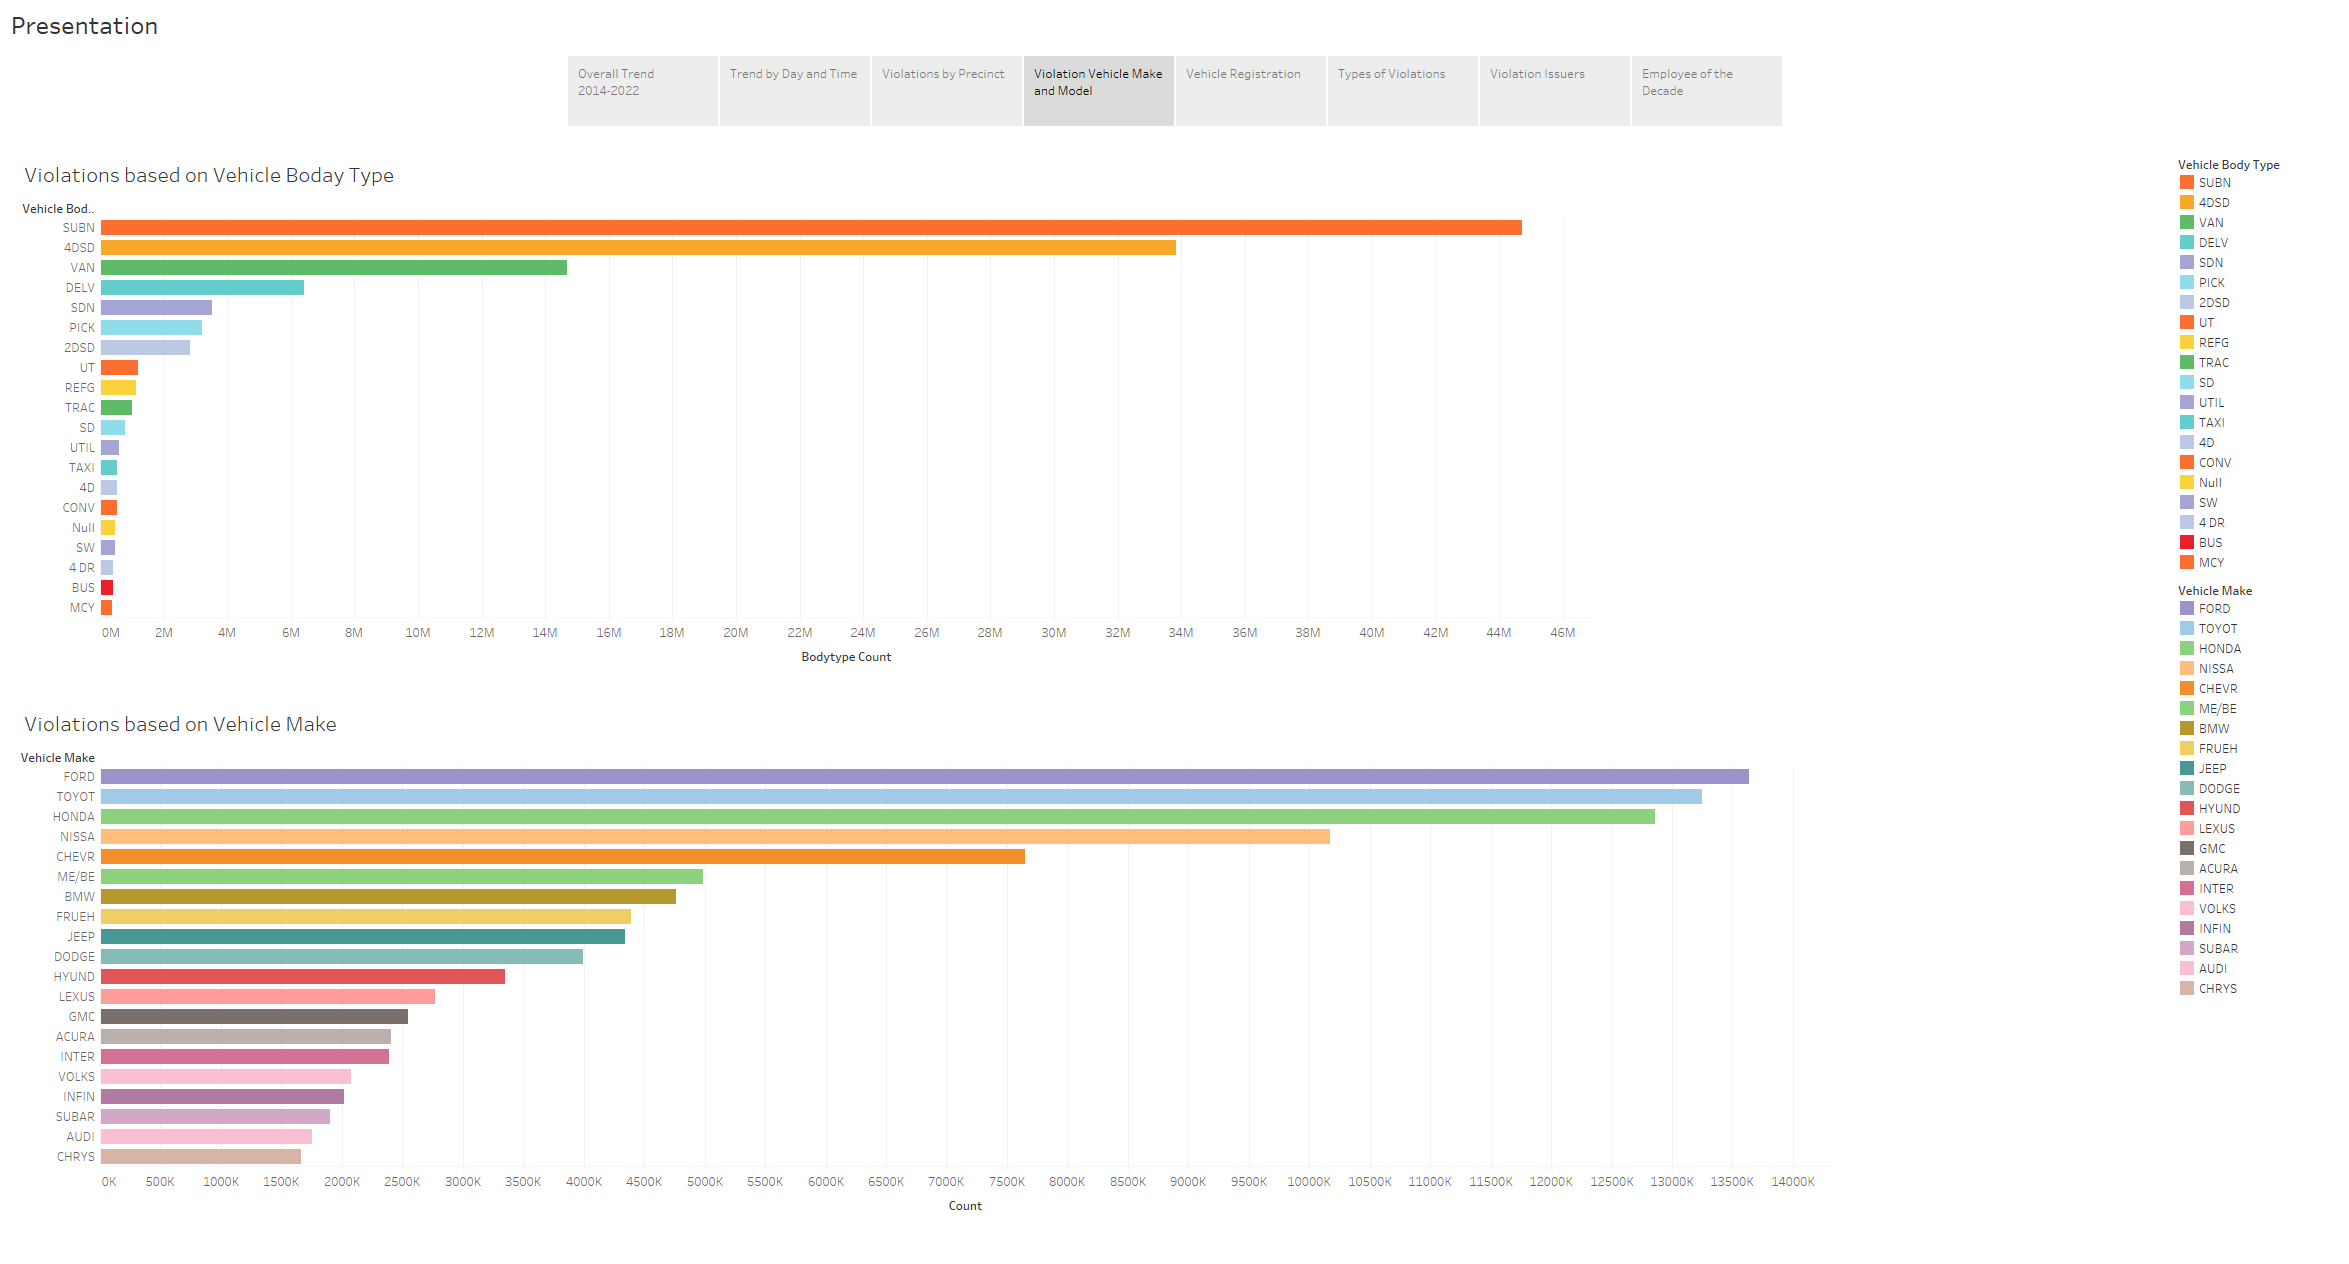 Presentation
Overall Trend
2014-2022
Trend by Day and Time
Violations by Precinct
Violation Vehicle Make
and Model
Vehicle Registration
Types of Violations
Violation Issuers
Employee of the
Decade
Violations based on Vehicle Boday Type
Vehicle Bod..
SUBN
4DSD
VAN
DELV
SDN
PICK
2DSD
UT
REFG
TRAC
SD
UTIL
TAXI
4D
CONV
Null
SW
4 DR
BUS
MCY
0M 2M 4M 6M 8M 10M 12M 14M 16M 18M 20M 22M 24M 26M 28M 30M 32M 34M 36M 38M 40M 42M 44M 46M
Bodytype Count
Violations based on Vehicle Make
Vehicle Make
FORD
TOYOT
HONDA
NISSA
CHEVR
ME/BE
BMW
FRUEH
JEEP
DODGE
HYUND
LEXUS
GMC
ACURA
INTER
VOLKS
INFIN
SUBAR
AUDI
CHRYS
0K 500K 1000K 1500K 2000K 2500K 3000K 3500K 4000K 4500K 5000K 5500K 6000K 6500K 7000K 7500K 8000K 8500K 9000K 9500K 10000K 10500K 11000K 11500K 12000K 12500K 13000K 13500K 14000K
Count
Vehicle Body Type
SUBN
4DSD
VAN
DELV
SDN
PICK
2DSD
UT
REFG
TRAC
SD
UTIL
TAXI
4D
CONV
Null
SW
4 DR
BUS
MCY
Vehicle Make
FORD
TOYOT
HONDA
NISSA
CHEVR
ME/BE
BMW
FRUEH
JEEP
DODGE
HYUND
LEXUS
GMC
ACURA
INTER
VOLKS
INFIN
SUBAR
AUDI
CHRYS